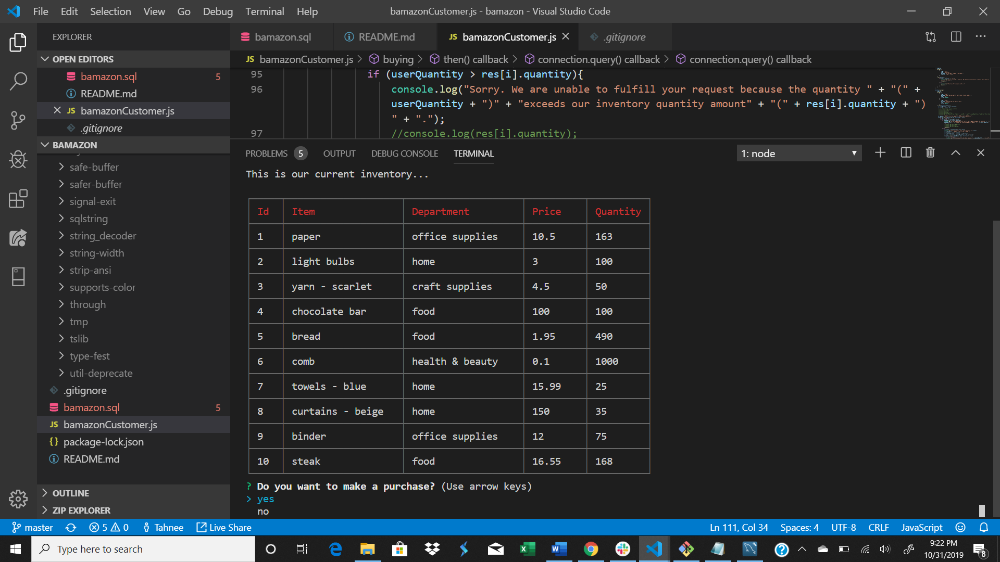 File Edit Selection View Go Debug Terminal Help
bamazonCustomer.js - bamazon - Visual Studio Code
EXPLORER
OPEN EDITORS
bamazon.sql 5
README.md
JS bamazonCustomer.js
.gitignore
BAMAZON
safe-buffer
safer-buffer
signal-exit
sqlstring
string_decoder
string-width
strip-ansi
supports-color
through
tmp
tslib
type-fest
util-deprecate
.gitignore
bamazon.sql 5
JS bamazonCustomer.js
{} package-lock.json
README.md
OUTLINE
ZIP EXPLORER
bamazon.sql README.md JS bamazonCustomer.js .gitignore
JS bamazonCustomer.js > buying > then() callback > connection.query() callback > connection.query() callback
95 if (userQuantity > res[i].quantity){
96 console.log("Sorry. We are unable to fulfill your request because the quantity " + "(" +
userQuantity + ")" + "exceeds our inventory quantity amount" + "(" + res[i].quantity + ")
" + ".");
97 //console.log(res[i].quantity);
PROBLEMS 5 OUTPUT DEBUG CONSOLE TERMINAL 1: node
This is our current inventory...
Id Item Department Price Quantity
1 paper office supplies 10.5 163
2 light bulbs home 3 100
3 yarn - scarlet craft supplies 4.5 50
4 chocolate bar food 100 100
5 bread food 1.95 490
6 comb health & beauty 0.1 1000
7 towels - blue home 15.99 25
8 curtains - beige home 150 35
9 binder office supplies 12 75
10 steak food 16.55 168
? Do you want to make a purchase? (Use arrow keys)
> yes
no
master 5 0 Tahnee Live Share Ln 111, Col 34 Spaces: 4 UTF-8 CRLF JavaScript
Type here to search
9:22 PM
10/31/2019
8